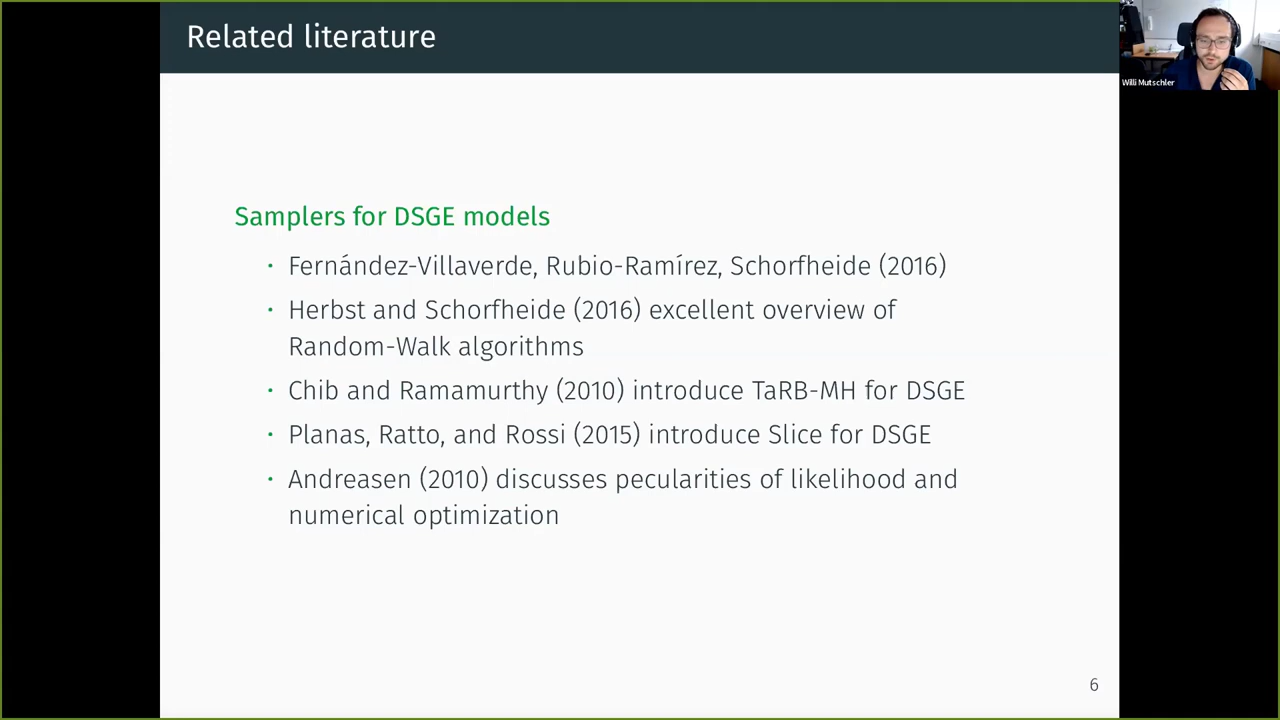 Related literature
Willi Mutschler
Samplers for DSGE models
· Fernández-Villaverde, Rubio-Ramírez, Schorfheide (2016)
· Herbst and Schorfheide (2016) excellent overview of
Random-Walk algorithms
· Chib and Ramamurthy (2010) introduce TaRB-MH for DSGE
· Planas, Ratto, and Rossi (2015) introduce Slice for DSGE
· Andreasen (2010) discusses pecularities of likelihood and
numerical optimization
6